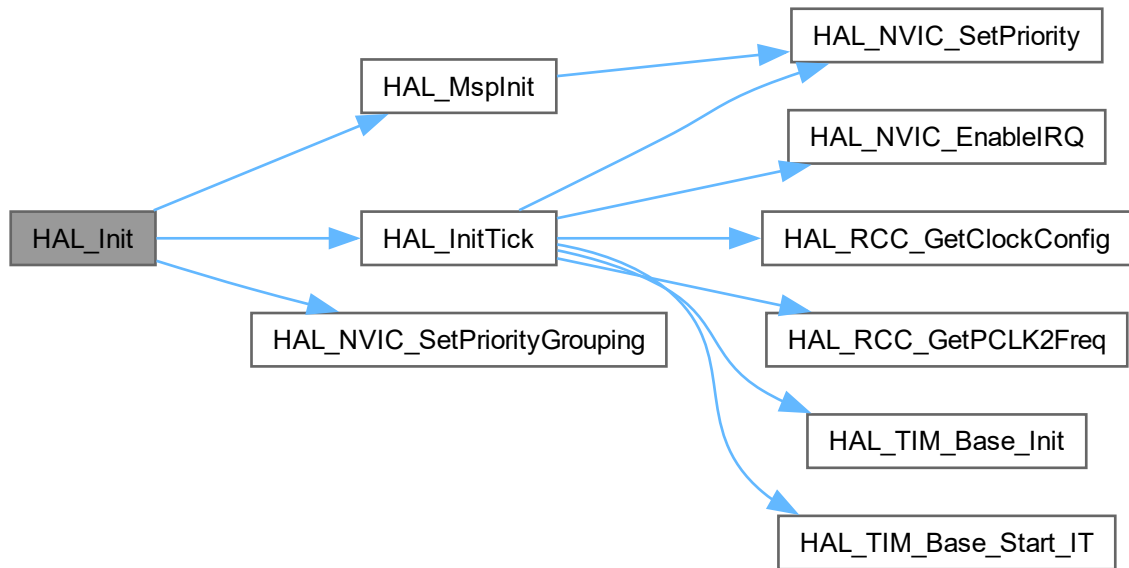 HAL_Init
HAL_MspInit
HAL_InitTick
HAL_NVIC_SetPriorityGrouping
HAL_NVIC_SetPriority
HAL_NVIC_EnableIRQ
HAL_RCC_GetClockConfig
HAL_RCC_GetPCLK2Freq
HAL_TIM_Base_Init
HAL_TIM_Base_Start_IT